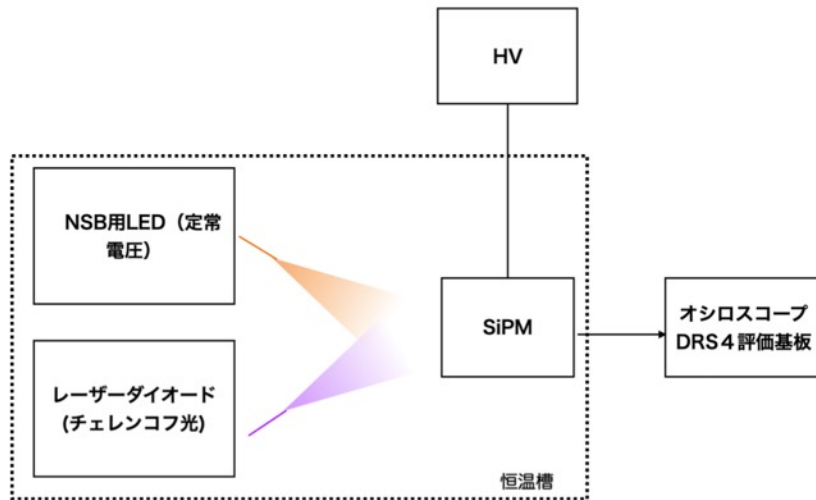 HV
NSB用LED（定常
電圧）
SiPM
オシロスコープ
DRS４評価基板
レーザーダイオード
(チェレンコフ光)
恒温槽